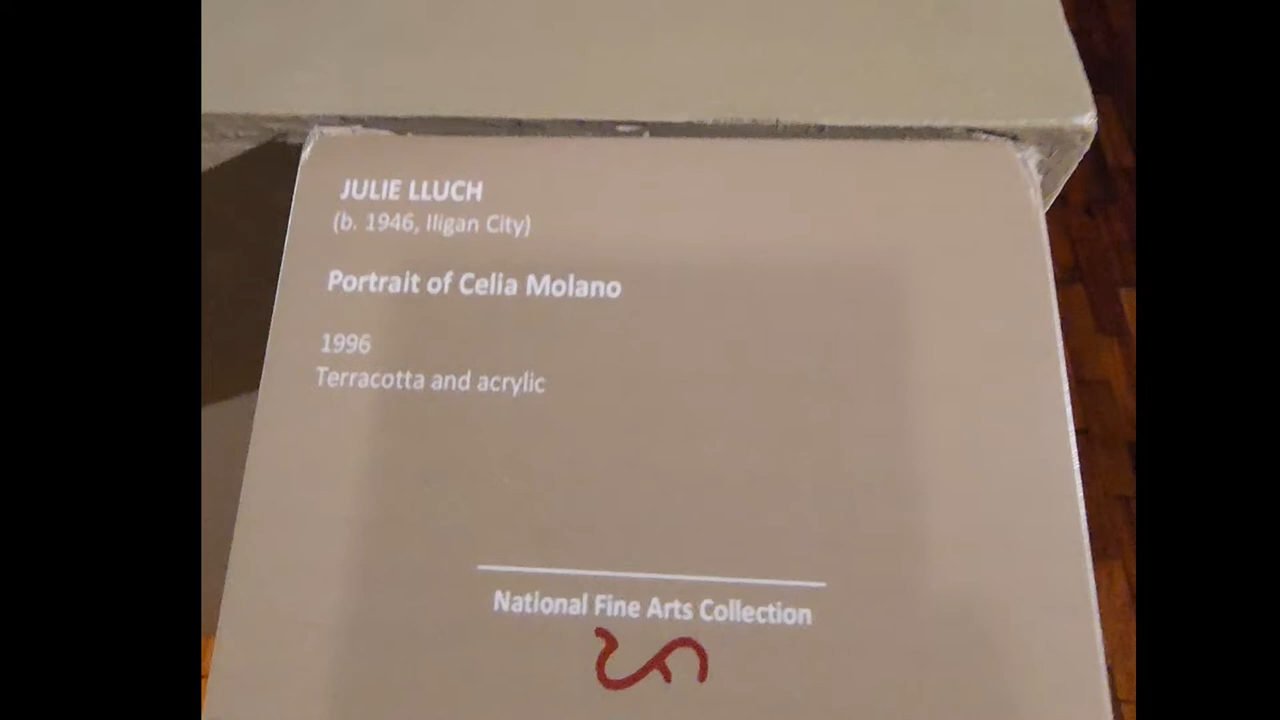 JULIE LLUCH
(b. 1946, Iligan City)
Portrait of Celia Molano
1996
Terracotta and acrylic
National Fine Arts Collection